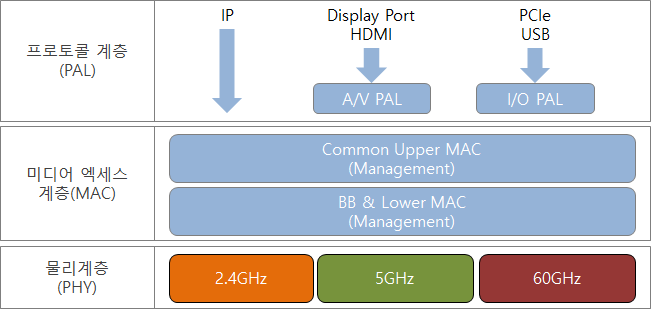 프로토콜 계층
(PAL)
IP
Display Port
HDMI
PCIe
USB
A/V PAL
I/O PAL
미디어 엑세스
계층(MAC)
Common Upper MAC
(Management)
BB & Lower MAC
(Management)
물리계층
(PHY)
2.4GHz
5GHz
60GHz